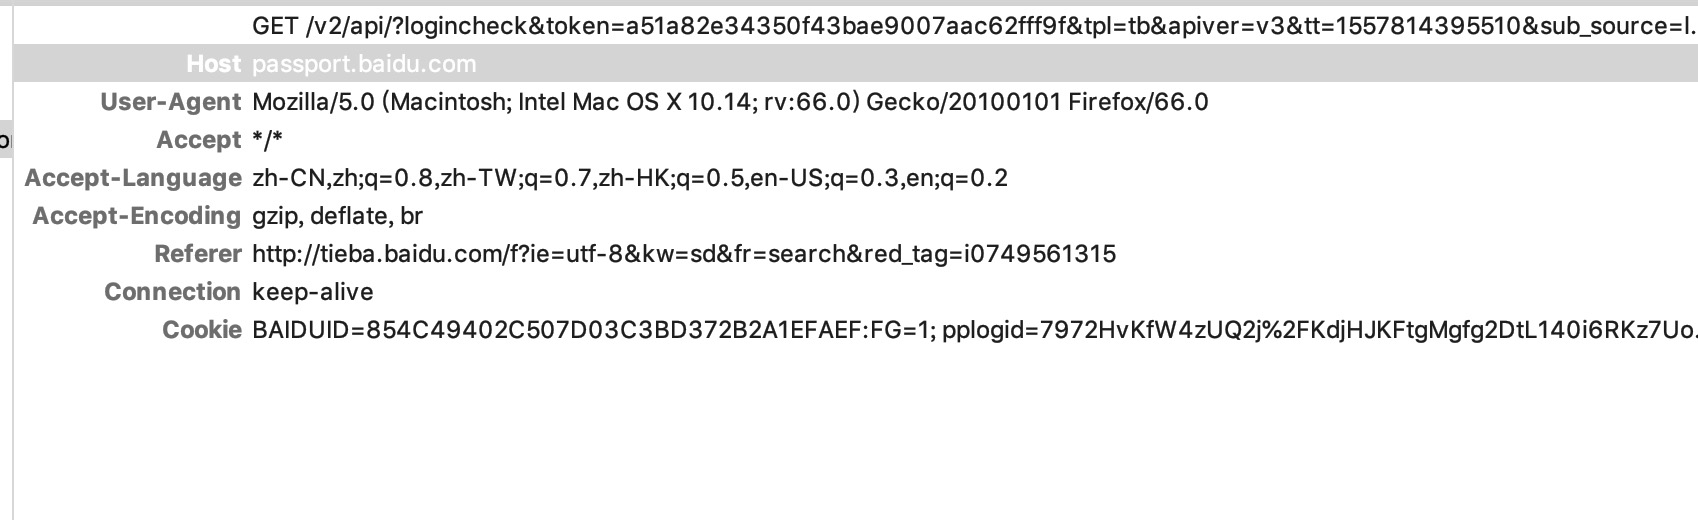 GET /v2/api/?logincheck&token=a51a82e34350f43bae9007aac62fff9f&tpl=tb&apiver=v3&tt=1557814395510&sub_source=l.
Host passport.baidu.com
User-Agent Mozilla/5.0 (Macintosh; Intel Mac OS X 10.14; rv:66.0) Gecko/20100101 Firefox/66.0
Accept */*
Accept-Language zh-CN,zh;q=0.8,zh-TW;q=0.7,zh-HK;q=0.5,en-US;q=0.3,en;q=0.2
Accept-Encoding gzip, deflate, br
Referer http://tieba.baidu.com/f?ie=utf-8&kw=sd&fr=search&red_tag=i0749561315
Connection keep-alive
Cookie BAIDUID=854C49402C507D03C3BD372B2A1EFAEF:FG=1; pplogid=7972HvKfW4zUQ2j%2FKdjHJKFtgMgfg2DtL140i6RKz7Uo.